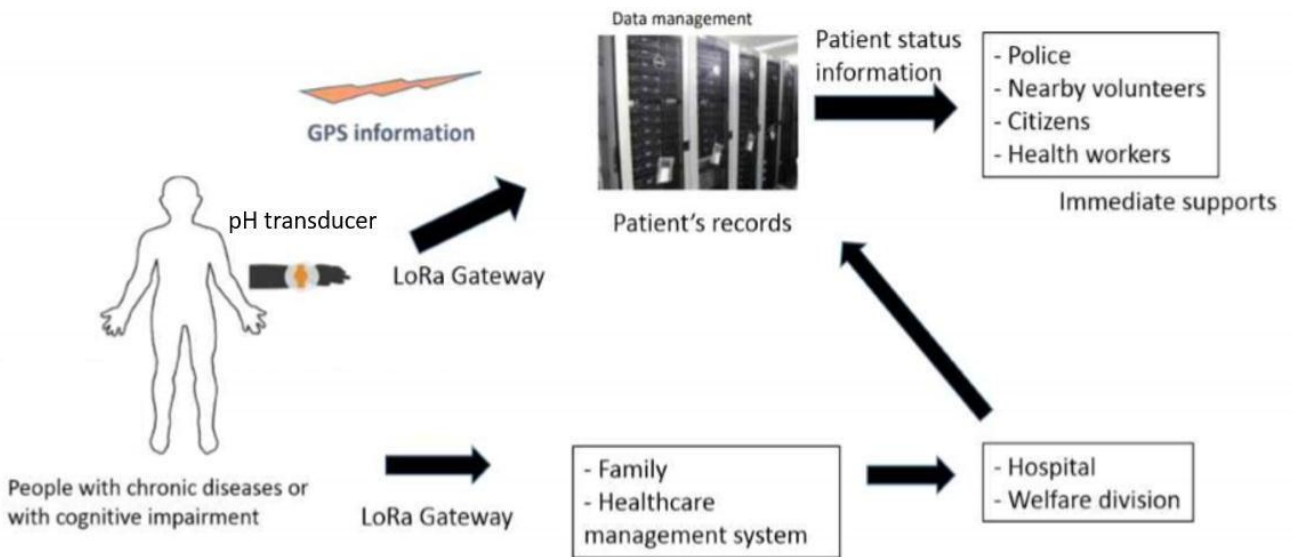 Data management
Patient status
information
- Police
- Nearby volunteers
- Citizens
- Health workers
GPS information
pH transducer
Patient's records
Immediate supports
LoRa Gateway
People with chronic diseases or
with cognitive impairment
LoRa Gateway
- Family
- Healthcare
management system
- Hospital
- Welfare division